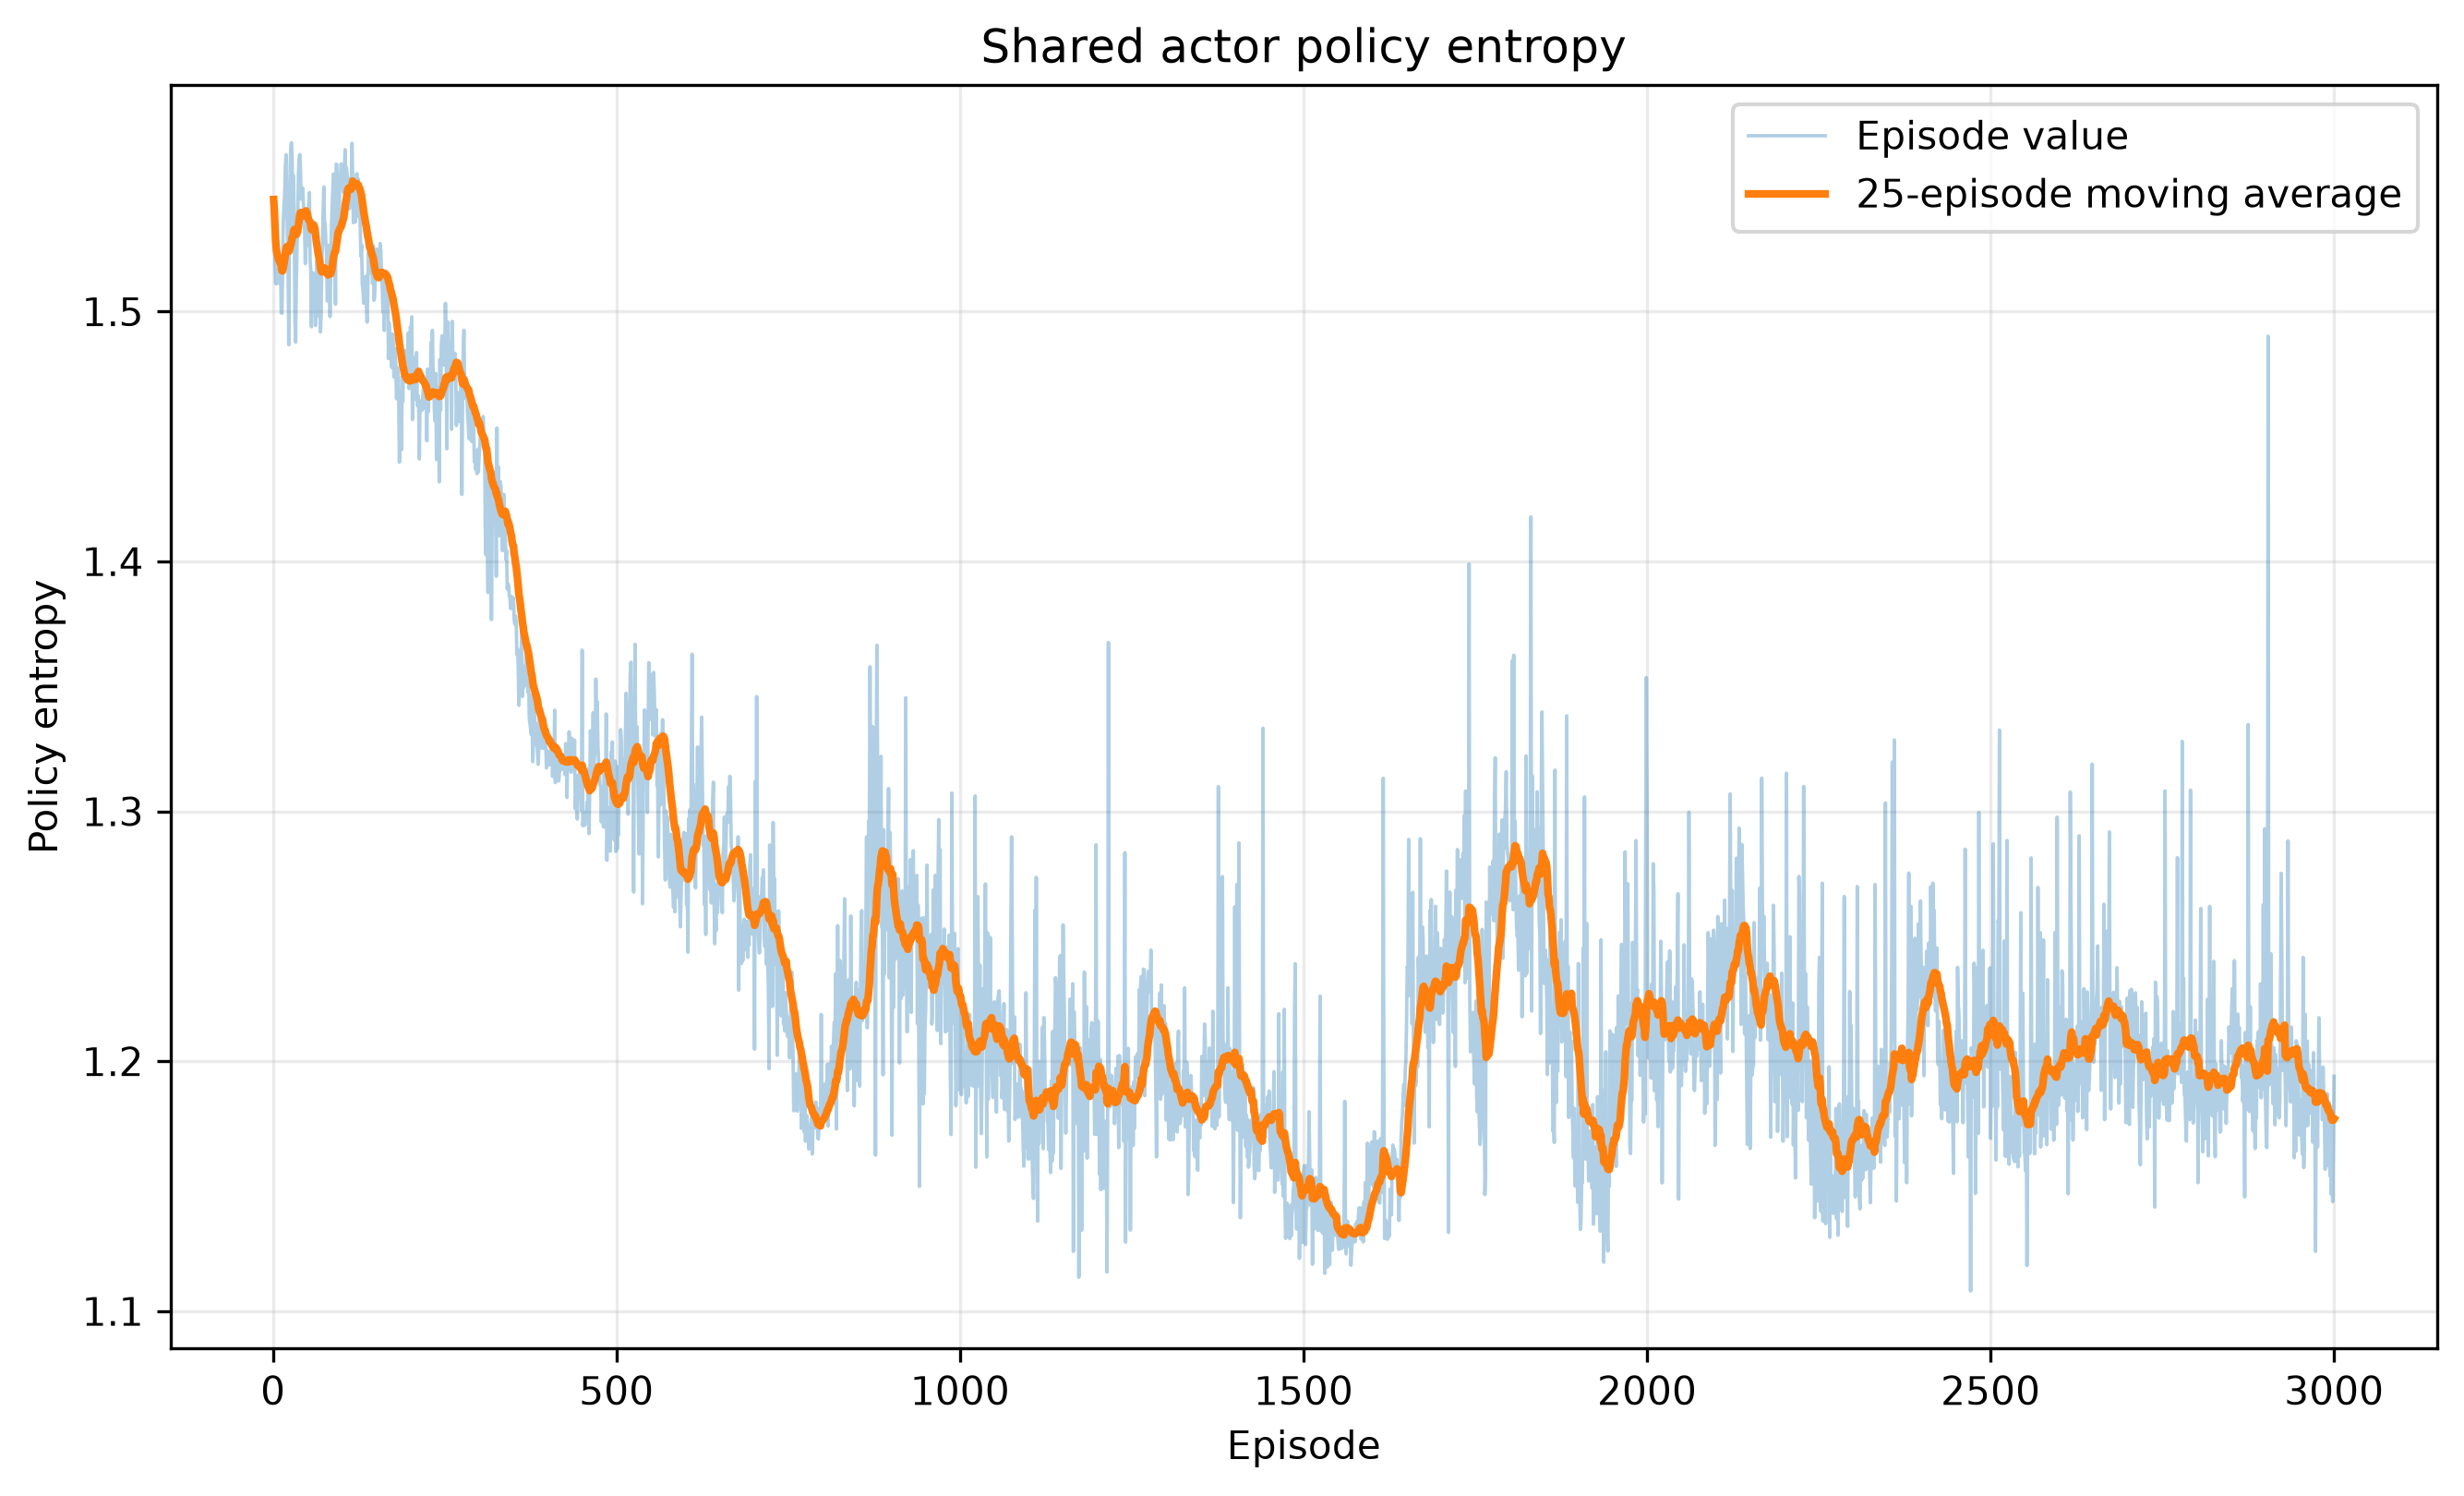 Shared actor policy entropy
Episode value
25-episode moving average
Policy entropy
1.5
1.4
1.3
1.2
1.1
0 500 1000 1500 2000 2500 3000
Episode